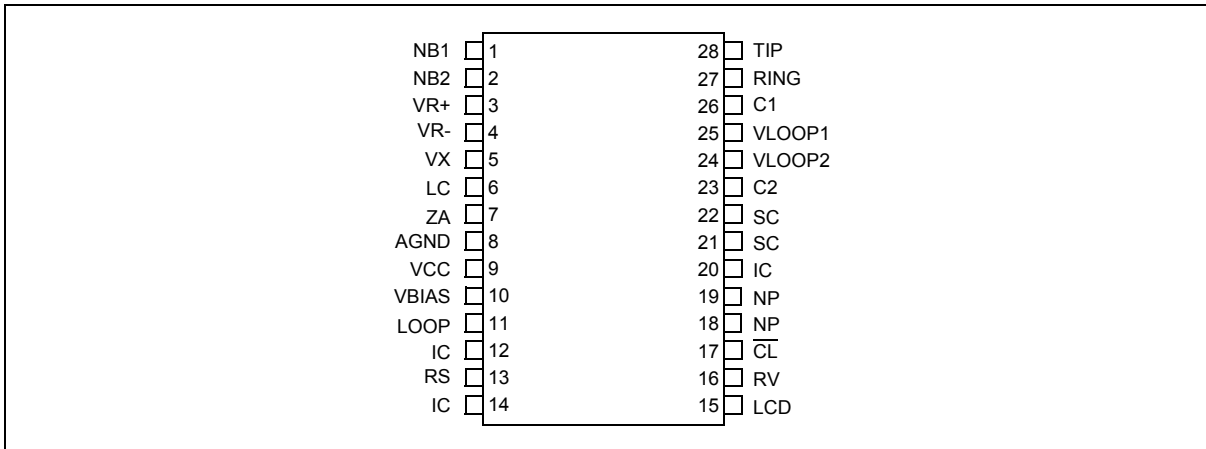 NB1 1 28 TIP
NB2 2 27 RING
VR+ 3 26 C1
VR- 4 25 VLOOP1
VX 5 24 VLOOP2
LC 6 23 C2
ZA 7 22 SC
AGND 8 21 SC
VCC 9 20 IC
VBIAS 10 19 NP
LOOP 11 18 NP
IC 12 17 C̅L̅
RS 13 16 RV
IC 14 15 LCD